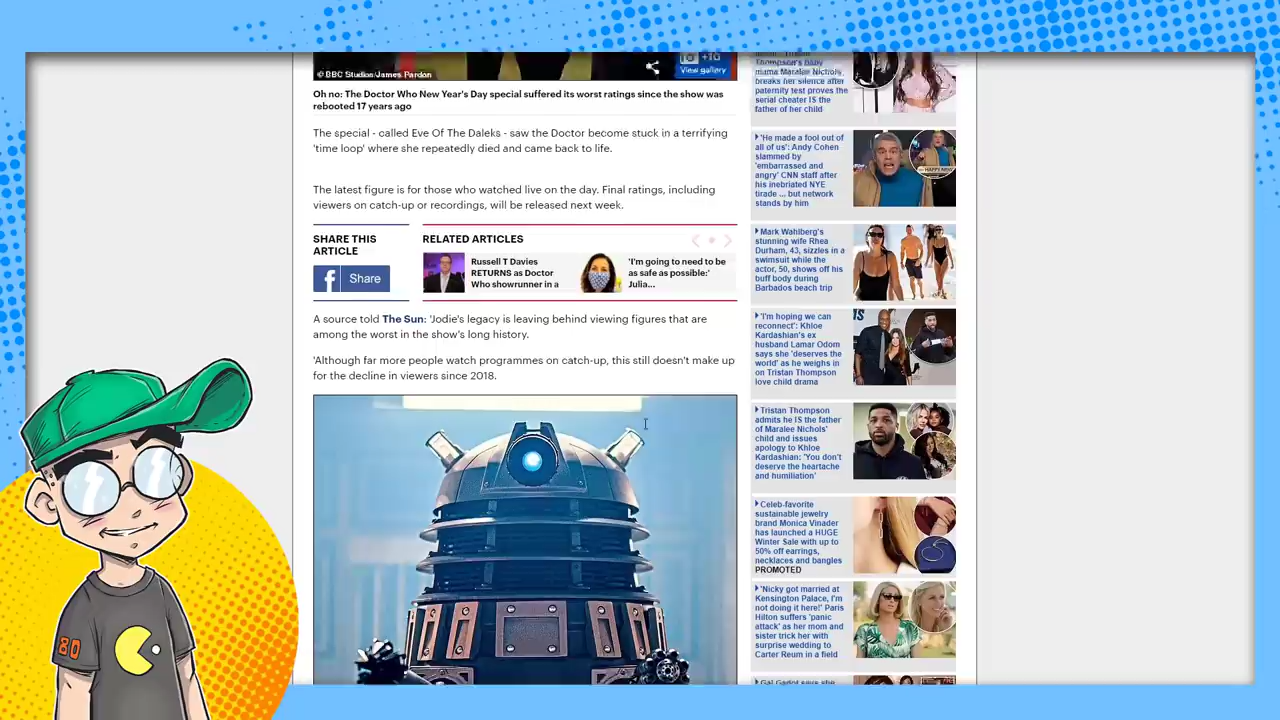 © BBC Studios/James Pardon
+10
View gallery
Oh no: The Doctor Who New Year's Day special suffered its worst ratings since the show was
rebooted 17 years ago
The special - called Eve Of The Daleks - saw the Doctor become stuck in a terrifying
'time loop' where she repeatedly died and came back to life.
The latest figure is for those who watched live on the day. Final ratings, including
viewers on catch-up or recordings, will be released next week.
SHARE THIS
ARTICLE
Share
RELATED ARTICLES
Russell T Davies
RETURNS as Doctor
Who showrunner in a
'I'm going to need to be
as safe as possible:'
Julia...
A source told The Sun: 'Jodie's legacy is leaving behind viewing figures that are
among the worst in the show's long history.
'Although far more people watch programmes on catch-up, this still doesn't make up
for the decline in viewers since 2018.
80
Thompson's baby
mama Maralee Nichols,
breaks her silence after
paternity test proves the
serial cheater IS the
father of her child
'He made a fool out of
all of us': Andy Cohen
slammed by
'embarrassed and
angry' CNN staff after
his inebriated NYE
tirade ... but network
stands by him
HAPPY NEW
Mark Wahlberg's
stunning wife Rhea
Durham, 43, sizzles in a
swimsuit while the
actor, 50, shows off his
buff body during
Barbados beach trip
'I'm hoping we can
reconnect': Khloe
Kardashian's ex
husband Lamar Odom
says she 'deserves the
world' as he weighs in
on Tristan Thompson
love child drama
Tristan Thompson
admits he IS the father
of Maralee Nichols'
child and issues
apology to Khloe
Kardashian: 'You don't
deserve the heartache
and humiliation'
Celeb-favorite
sustainable jewelry
brand Monica Vinader
has launched a HUGE
Winter Sale with up to
50% off earrings,
necklaces and bangles
PROMOTED
'Nicky got married at
Kensington Palace, I'm
not doing it here!' Paris
Hilton suffers 'panic
attack' as her mom and
sister trick her with
surprise wedding to
Carter Reum in a field
Gal Gadot says she